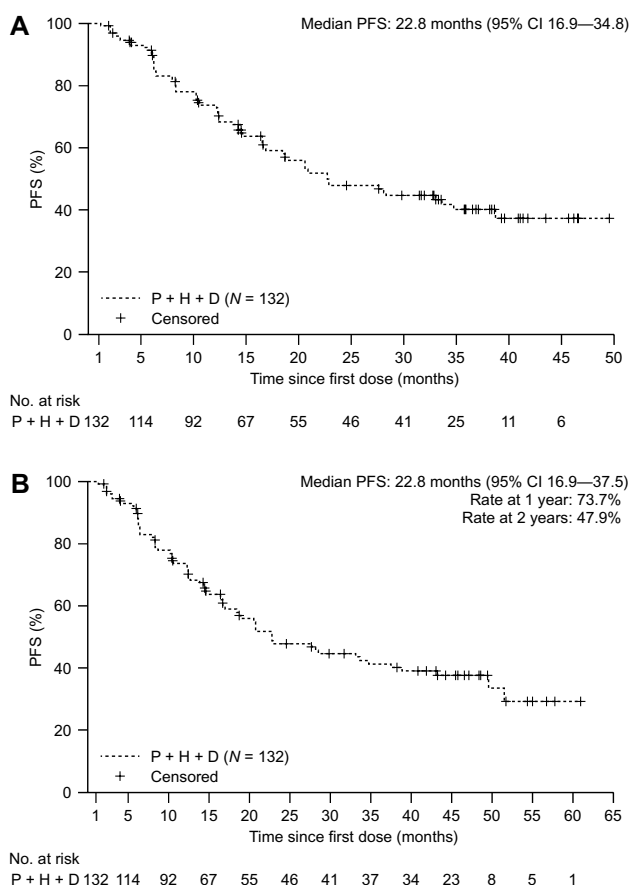 A
Median PFS: 22.8 months (95% CI 16.9—34.8)
100
80
60
40
20
0
PFS (%)
P + H + D (N = 132)
Censored
1 5 10 15 20 25 30 35 40 45 50
Time since first dose (months)
No. at risk
P + H + D 132 114 92 67 55 46 41 25 11 6
B
Median PFS: 22.8 months (95% CI 16.9—37.5)
Rate at 1 year: 73.7%
Rate at 2 years: 47.9%
100
80
60
40
20
0
PFS (%)
P + H + D (N = 132)
Censored
1 5 10 15 20 25 30 35 40 45 50 55 60 65
Time since first dose (months)
No. at risk
P + H + D 132 114 92 67 55 46 41 37 34 23 8 5 1